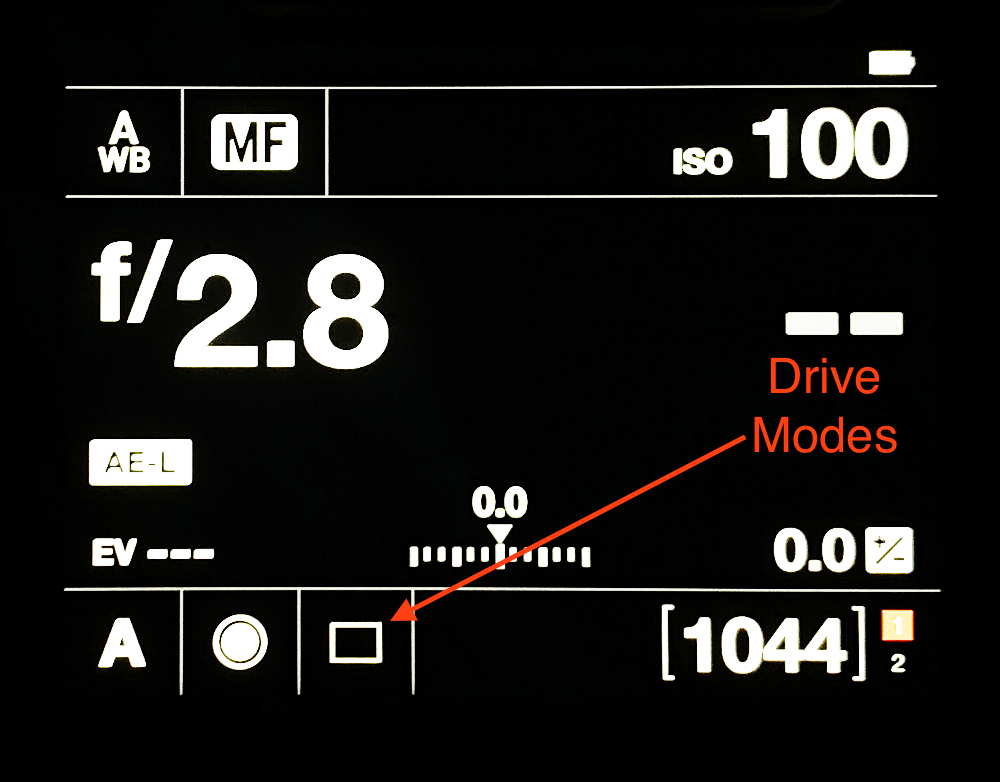 A
WB
MF
ISO 100
f/2.8
-- 
Drive
Modes
AE-L
0.0
EV ---
0.0 +/-
A
[1044]
1
2